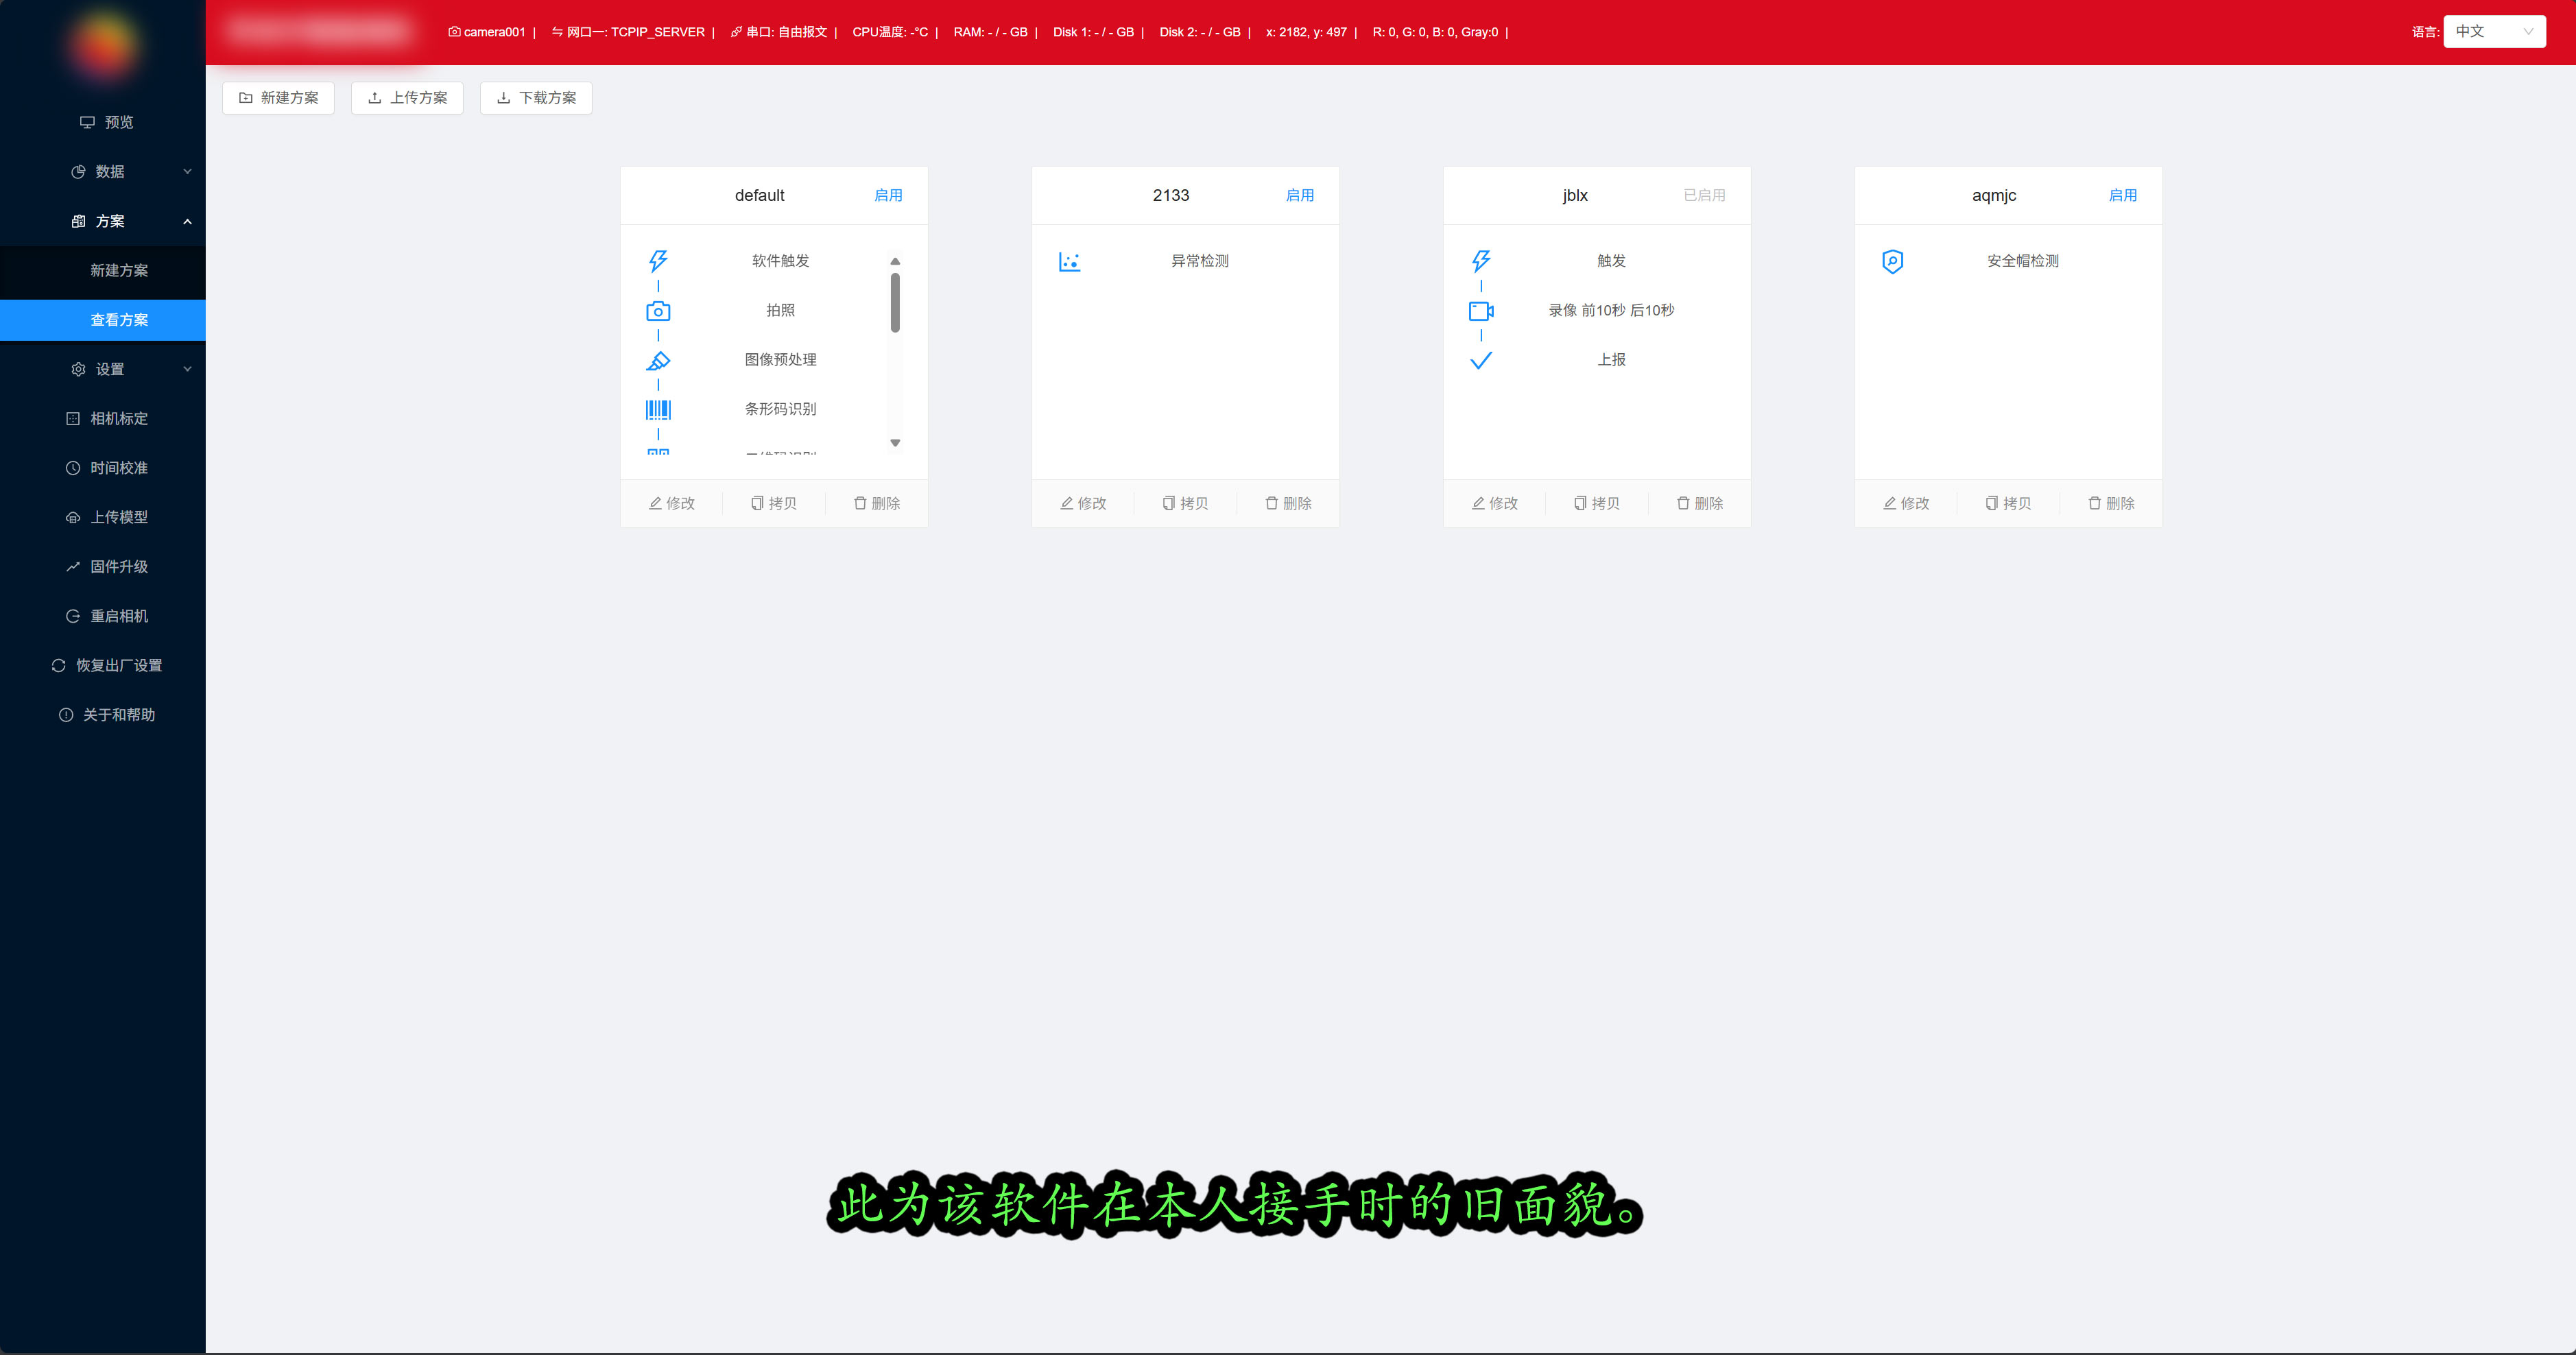 camera001 | 网口一: TCPIP_SERVER | 串口: 自由报文 | CPU温度: -°C | RAM: - / - GB | Disk 1: - / - GB | Disk 2: - / - GB | x: 2182, y: 497 | R: 0, G: 0, B: 0, Gray:0 |
语言: 中文
预览
数据
方案
新建方案
查看方案
设置
相机标定
时间校准
上传模型
固件升级
重启相机
恢复出厂设置
关于和帮助
新建方案 上传方案 下载方案
default 启用
软件触发
拍照
图像预处理
条形码识别
修改 拷贝 删除
2133 启用
异常检测
修改 拷贝 删除
jblx 已启用
触发
录像 前10秒 后10秒
上报
修改 拷贝 删除
aqmjc 启用
安全帽检测
修改 拷贝 删除
此为该软件在本人接手时的旧面貌。